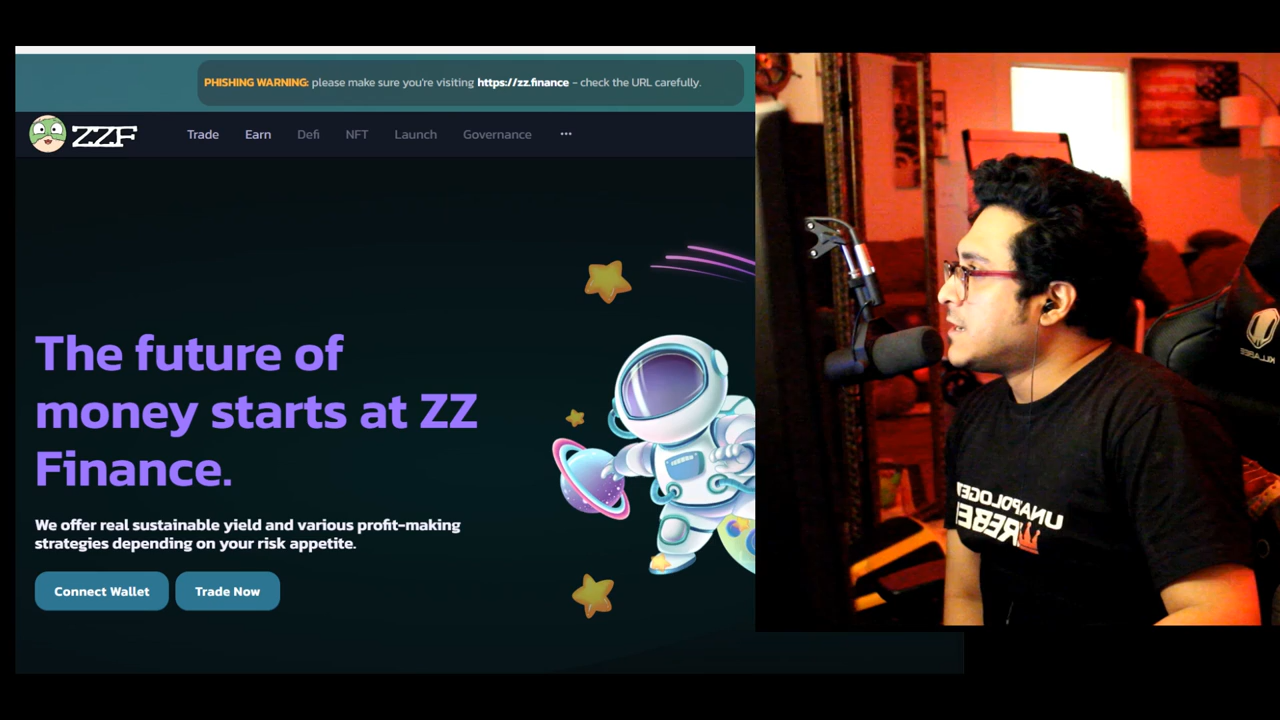 PHISHING WARNING: please make sure you're visiting https://zz.finance - check the URL carefully.
ZZF
Trade Earn Defi NFT Launch Governance ...
The future of
money starts at ZZ
Finance.
We offer real sustainable yield and various profit-making
strategies depending on your risk appetite.
Connect Wallet Trade Now
UNAPOLOGE
REBE